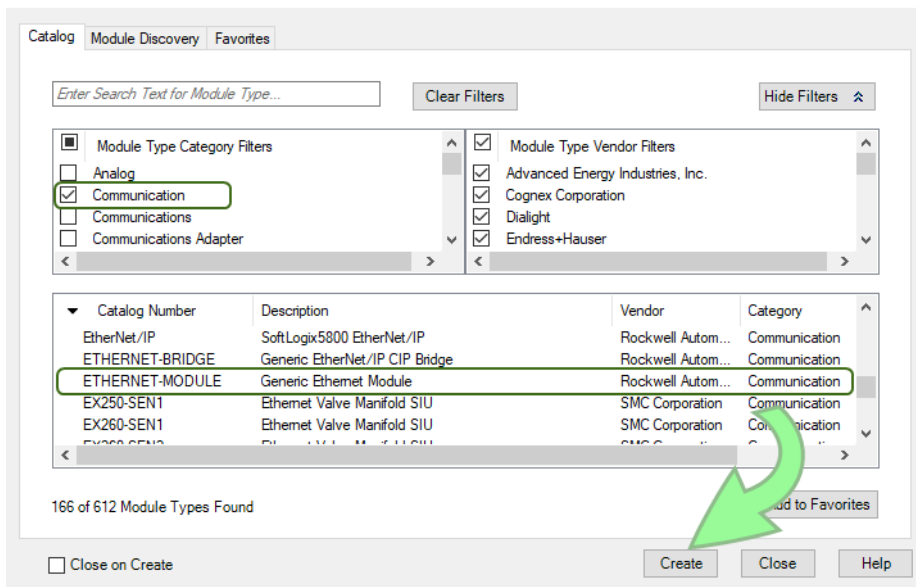 Catalog Module Discovery Favorites
Enter Search Text for Module Type...
Clear Filters
Hide Filters
Module Type Category Filters
Analog
Communication
Communications
Communications Adapter
Module Type Vendor Filters
Advanced Energy Industries, Inc.
Cognex Corporation
Dialight
Endress+Hauser
Catalog Number Description Vendor Category
EtherNet/IP SoftLogix5800 EtherNet/IP Rockwell Autom... Communication
ETHERNET-BRIDGE Generic EtherNet/IP CIP Bridge Rockwell Autom... Communication
ETHERNET-MODULE Generic Ethernet Module Rockwell Autom... Communication
EX250-SEN1 Ethernet Valve Manifold SIU SMC Corporation Communication
EX260-SEN1 Ethernet Valve Manifold SIU SMC Corporation
166 of 612 Module Types Found
to Favorites
Close on Create
Create Close Help